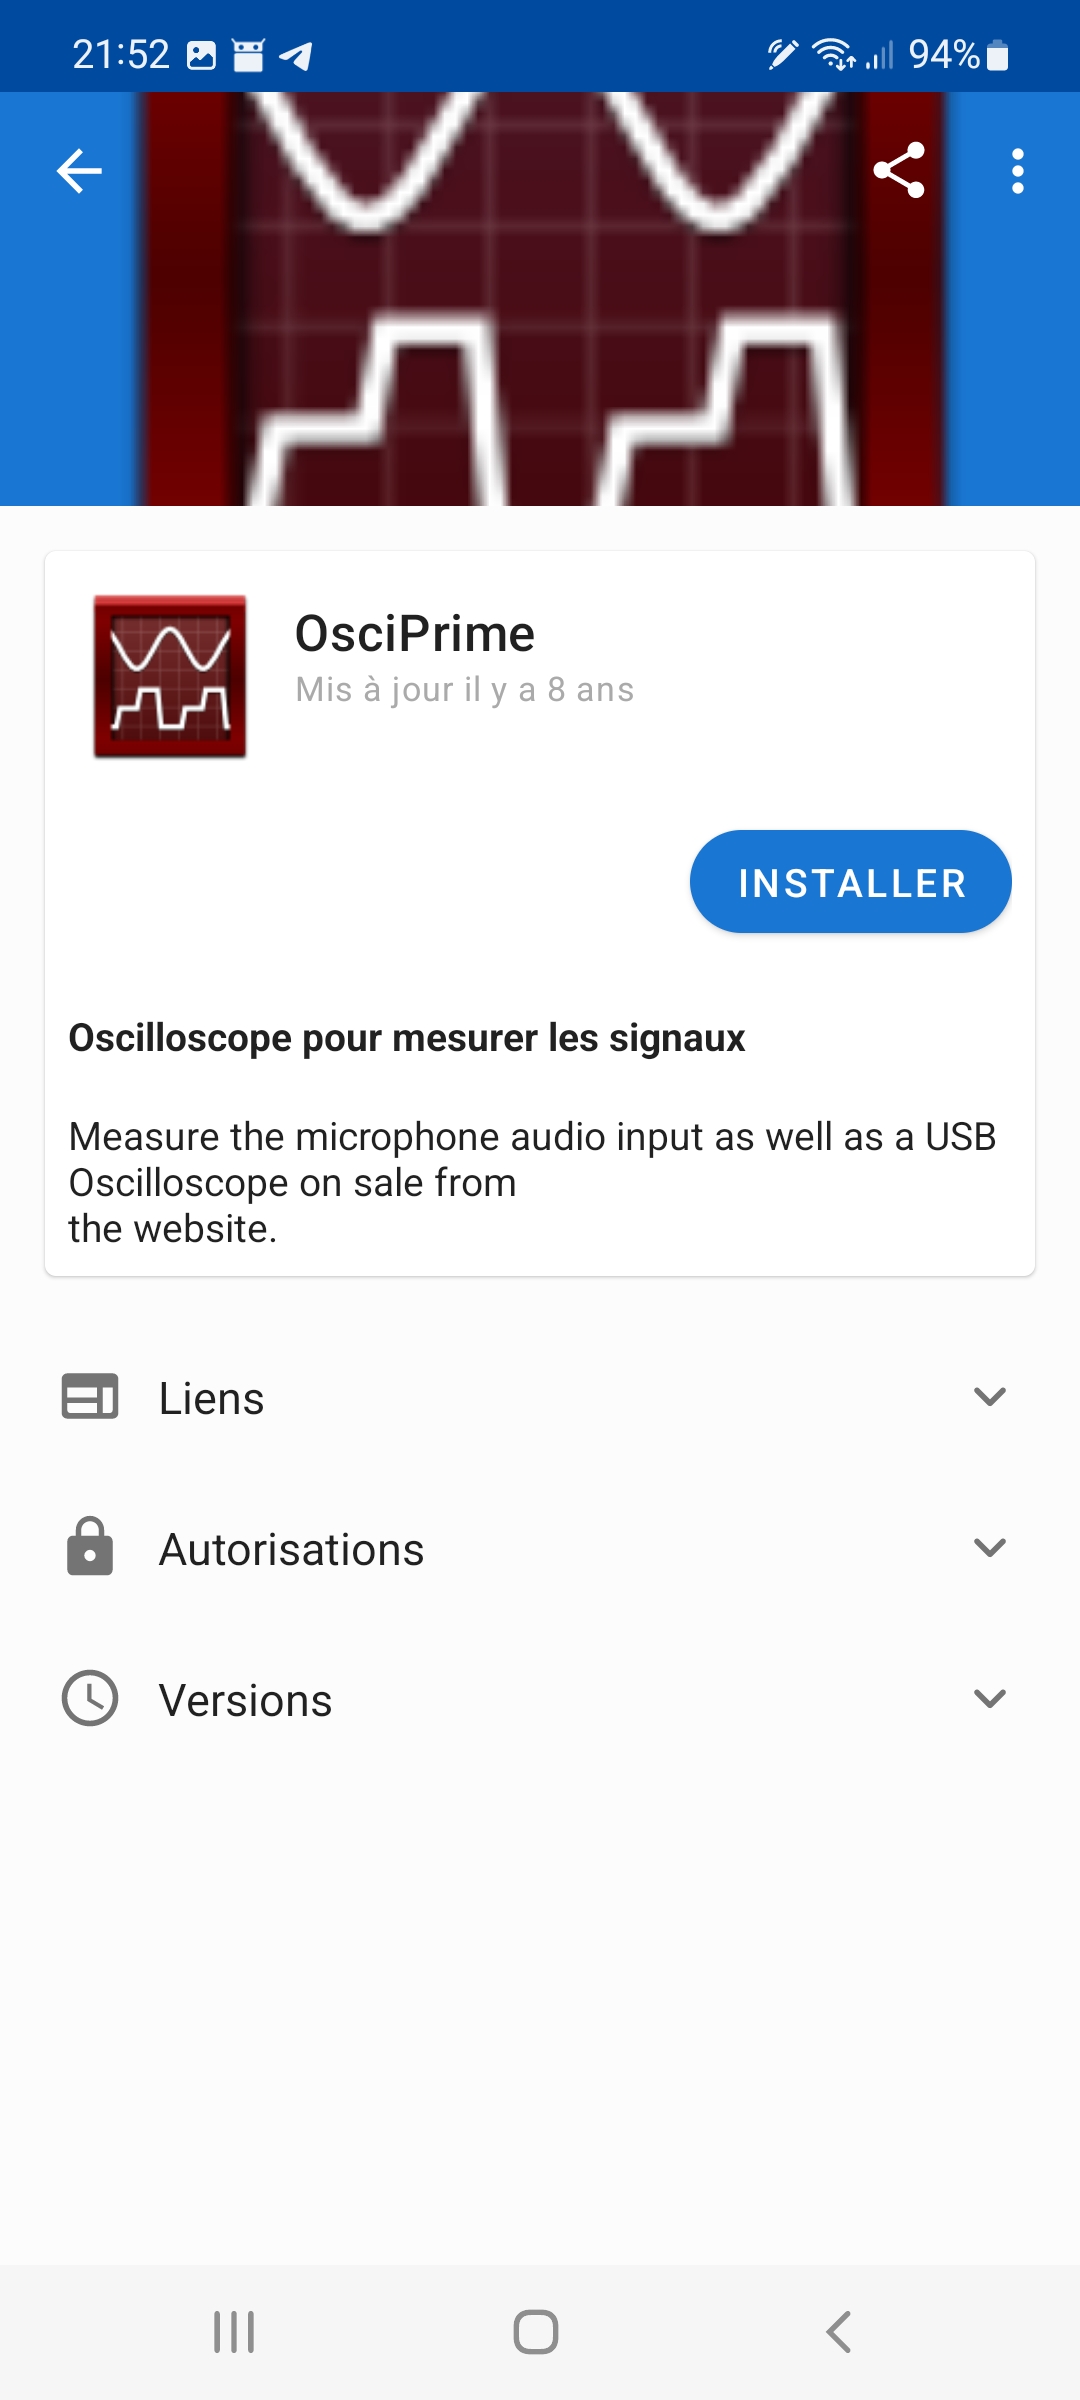 21:52
94%
OsciPrime
Mis à jour il y a 8 ans
INSTALLER
Oscilloscope pour mesurer les signaux
Measure the microphone audio input as well as a USB
Oscilloscope on sale from
the website.
Liens
Autorisations
Versions